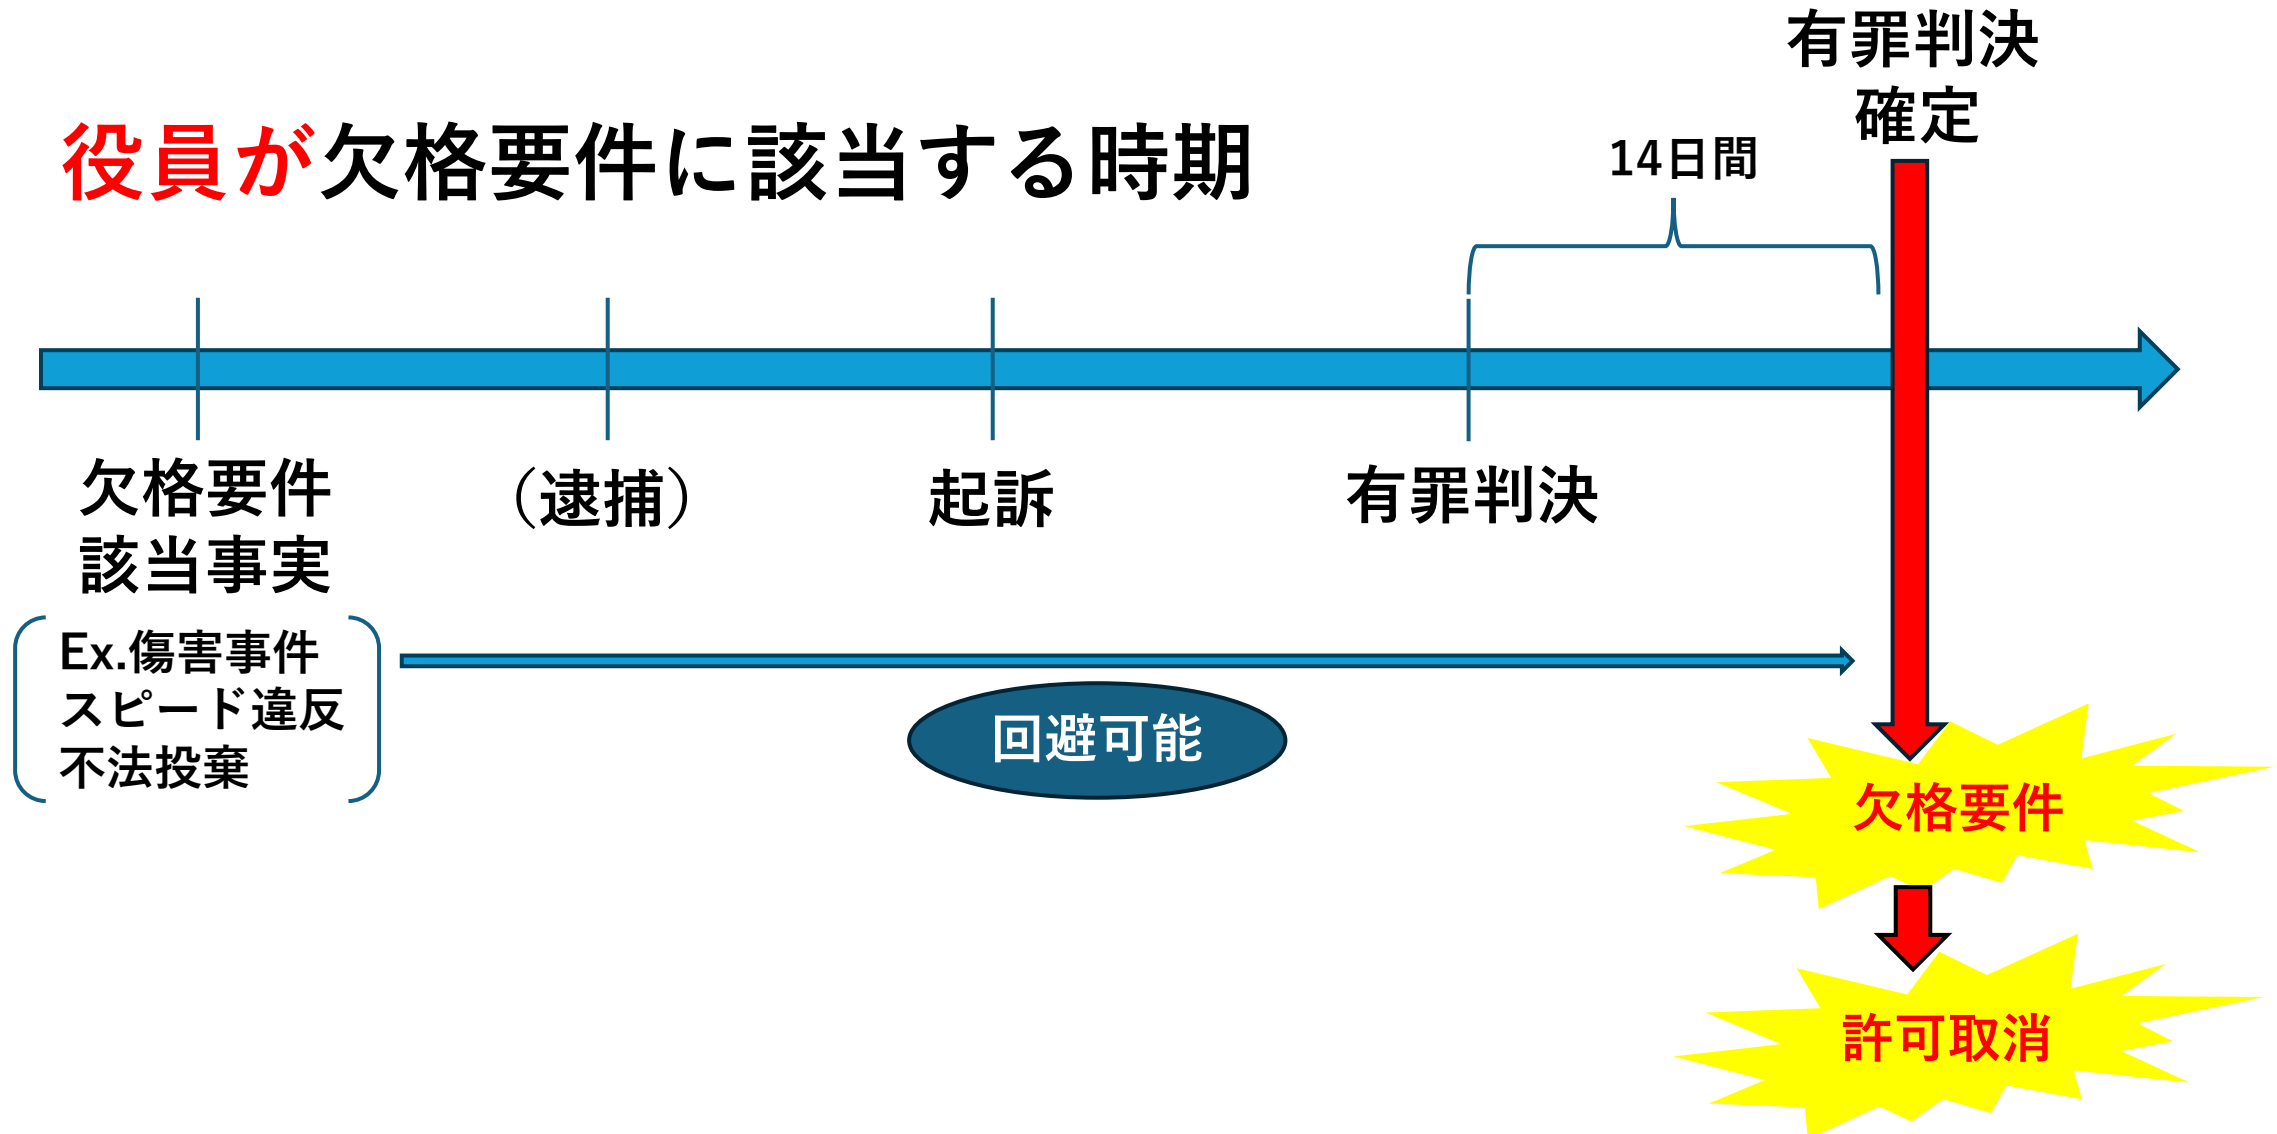 役員が欠格要件に該当する時期
有罪判決
確定
14日間
欠格要件
該当事実
（逮捕）
起訴
有罪判決
Ex.傷害事件
スピード違反
不法投棄
回避可能
欠格要件
許可取消